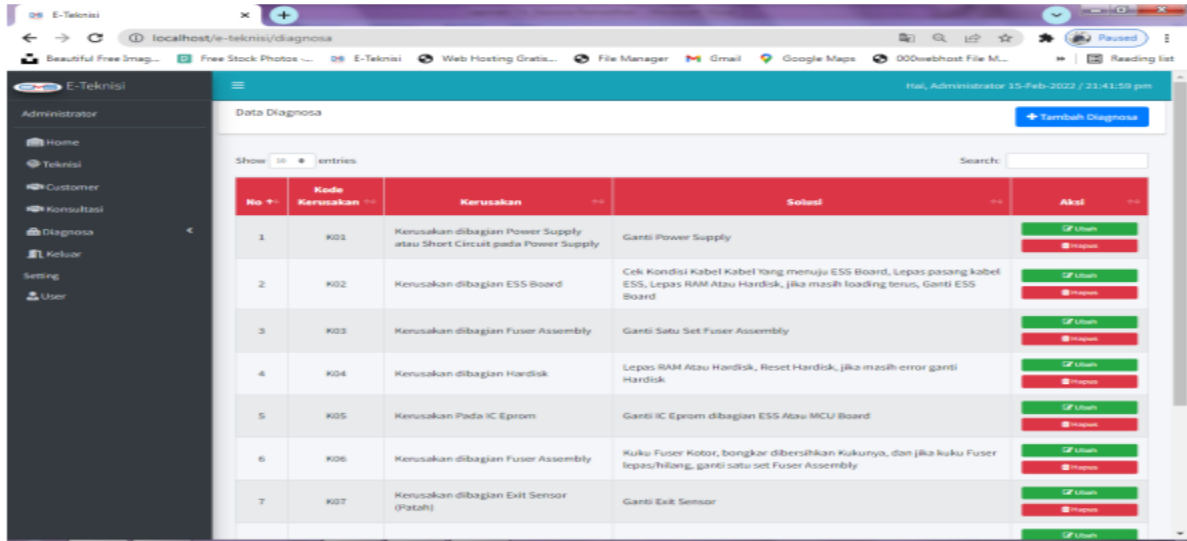 E-Teknisi
localhost/e-teknisi/diagnosa
Paused
Beautiful Free Imag... Free Stock Photos -... E-Teknisi Web Hosting Gratis... File Manager Gmail Google Maps 000webhost File M... Reading list
E-Teknisi
Hai, Administrator 15-Feb-2022 / 21:41:59 pm
Administrator
Home
Teknisi
Customer
Konsultasi
Diagnosa
Keluar
Setting
User
Data Diagnosa
Tambah Diagnosa
Show 10 entries
Search:
No Kode Kerusakan Kerusakan Solusi Aksi
1 K01 Kerusakan dibagian Power Supply Ganti Power Supply Ubah
atau Short Circuit pada Power Supply Hapus
2 K02 Kerusakan dibagian ESS Board Cek Kondisi Kabel Kabel Yang menuju ESS Board, Lepas pasang kabel Ubah
ESS, Lepas RAM Atau Hardisk, jika masih loading terus, Ganti ESS Hapus
Board
3 K03 Kerusakan dibagian Fuser Assembly Ganti Satu Set Fuser Assembly Ubah
Hapus
4 K04 Kerusakan dibagian Hardisk Lepas RAM Atau Hardisk, Reset Hardisk, jika masih error ganti Ubah
Hardisk Hapus
5 K05 Kerusakan Pada IC Eprom Ganti IC Eprom dibagian ESS Atau MCU Board Ubah
Hapus
6 K06 Kerusakan dibagian Fuser Assembly Kuku Fuser Kotor, bongkar dibersihkan Kukunya, dan jika kuku Fuser Ubah
lepas/hilang, ganti satu set Fuser Assembly Hapus
7 K07 Kerusakan dibagian Exit Sensor Ganti Exit Sensor Ubah
(Patah) Hapus
Ubah